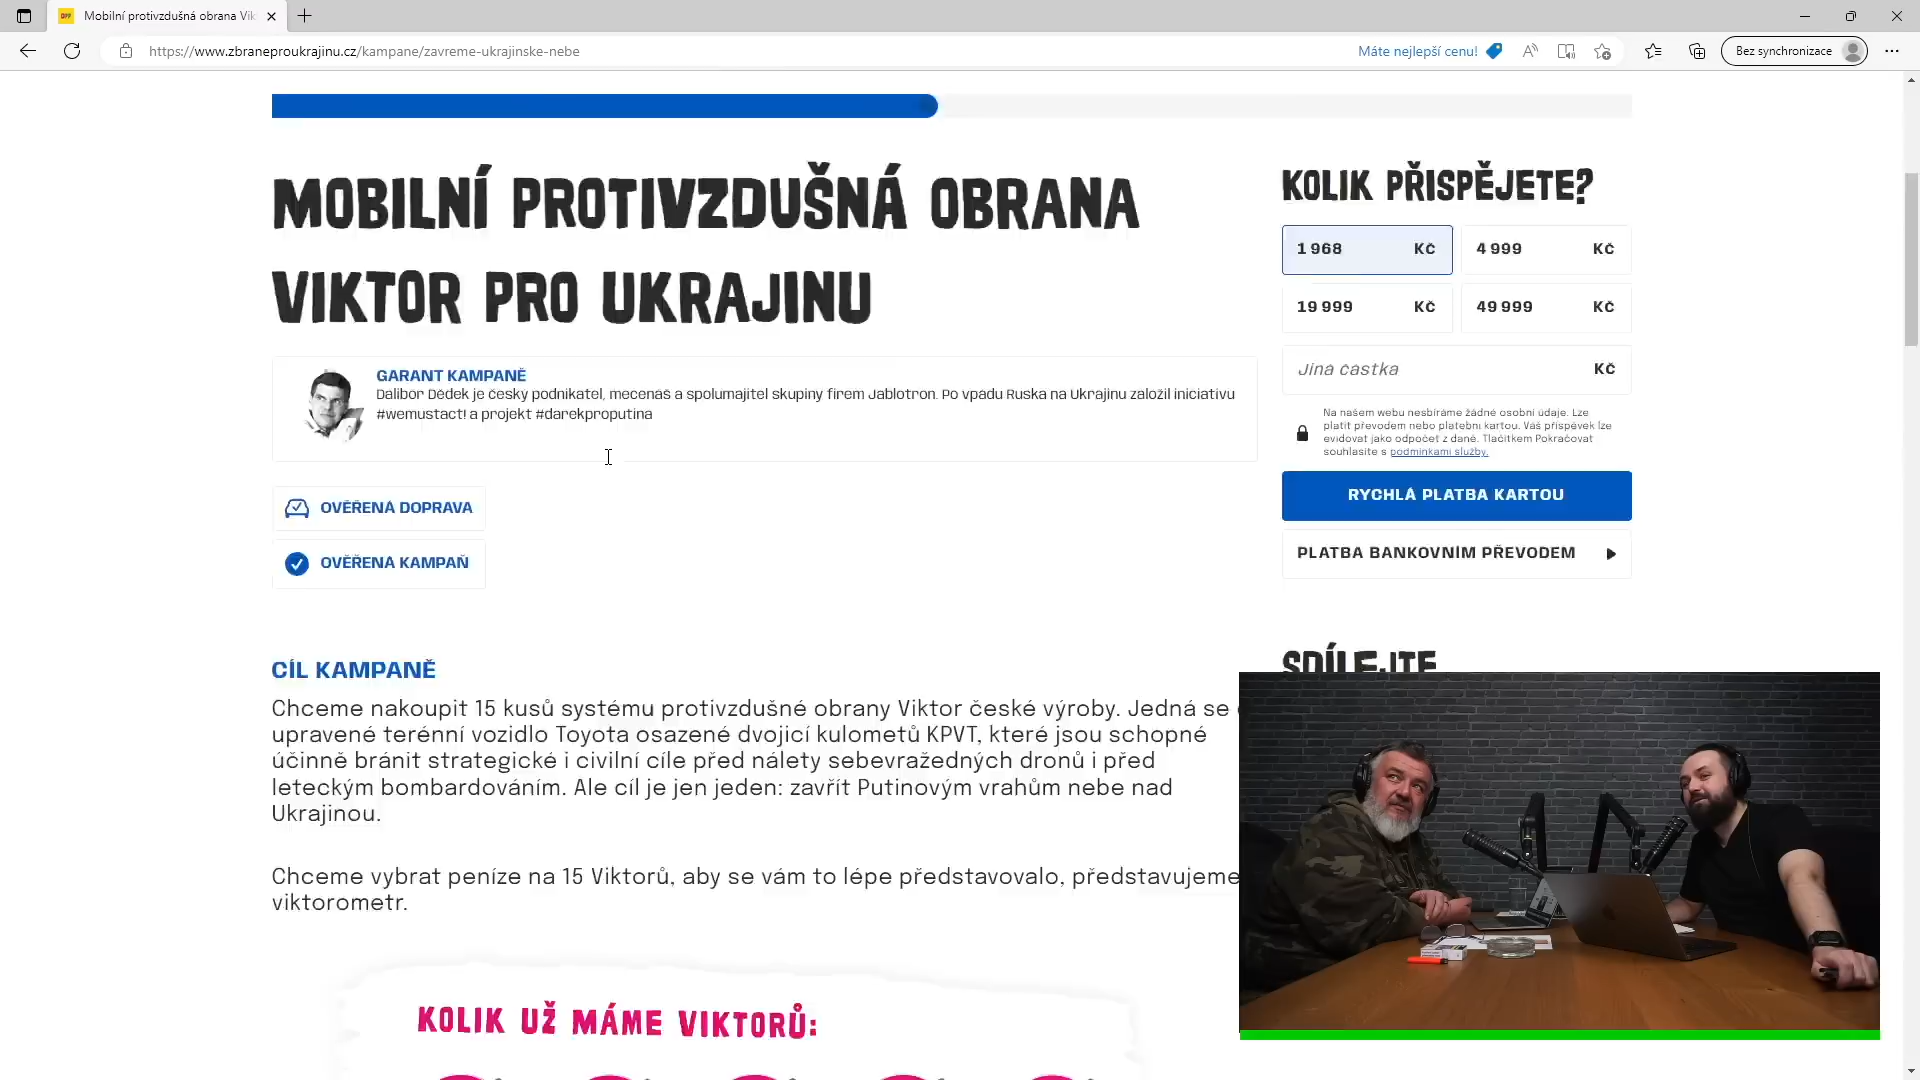 Mobilní protivzdušná obrana Vik
https://www.zbraneproukrajinu.cz/kampane/zavreme-ukrajinske-nebe
Máte nejlepší cenu!
Bez synchronizace
MOBILNÍ PROTIVZDUŠNÁ OBRANA
VIKTOR PRO UKRAJINU
GARANT KAMPANĚ
Dalibor Dědek je český podnikatel, mecenáš a spolumajitel skupiny firem Jablotron. Po vpádu Ruska na Ukrajinu založil iniciativu
#wemustact! a projekt #darekproputina
OVĚŘENÁ DOPRAVA
OVĚŘENÁ KAMPAŇ
CÍL KAMPANĚ
Chceme nakoupit 15 kusů systému protivzdušné obrany Viktor české výroby. Jedná se
upravené terénní vozidlo Toyota osazené dvojicí kulometů KPVT, které jsou schopné
účinně bránit strategické i civilní cíle před nálety sebevražedných dronů i před
leteckým bombardováním. Ale cíl je jen jeden: zavřít Putinovým vrahům nebe nad
Ukrajinou.
Chceme vybrat peníze na 15 Viktorů, aby se vám to lépe představovalo, představujeme
viktorometr.
KOLIK UŽ MÁME VIKTORŮ:
KOLIK PŘISPĚJETE?
1 968 Kč
4 999 Kč
19 999 Kč
49 999 Kč
Jiná částka Kč
Na našem webu nesbíráme žádné osobní údaje. Lze
platit převodem nebo platební kartou. Váš příspěvek lze
evidovat jako odpočet z daně. Tlačítkem Pokračovat
souhlasíte s podmínkami služby.
RYCHLÁ PLATBA KARTOU
PLATBA BANKOVNÍM PŘEVODEM
SDÍLEJTE